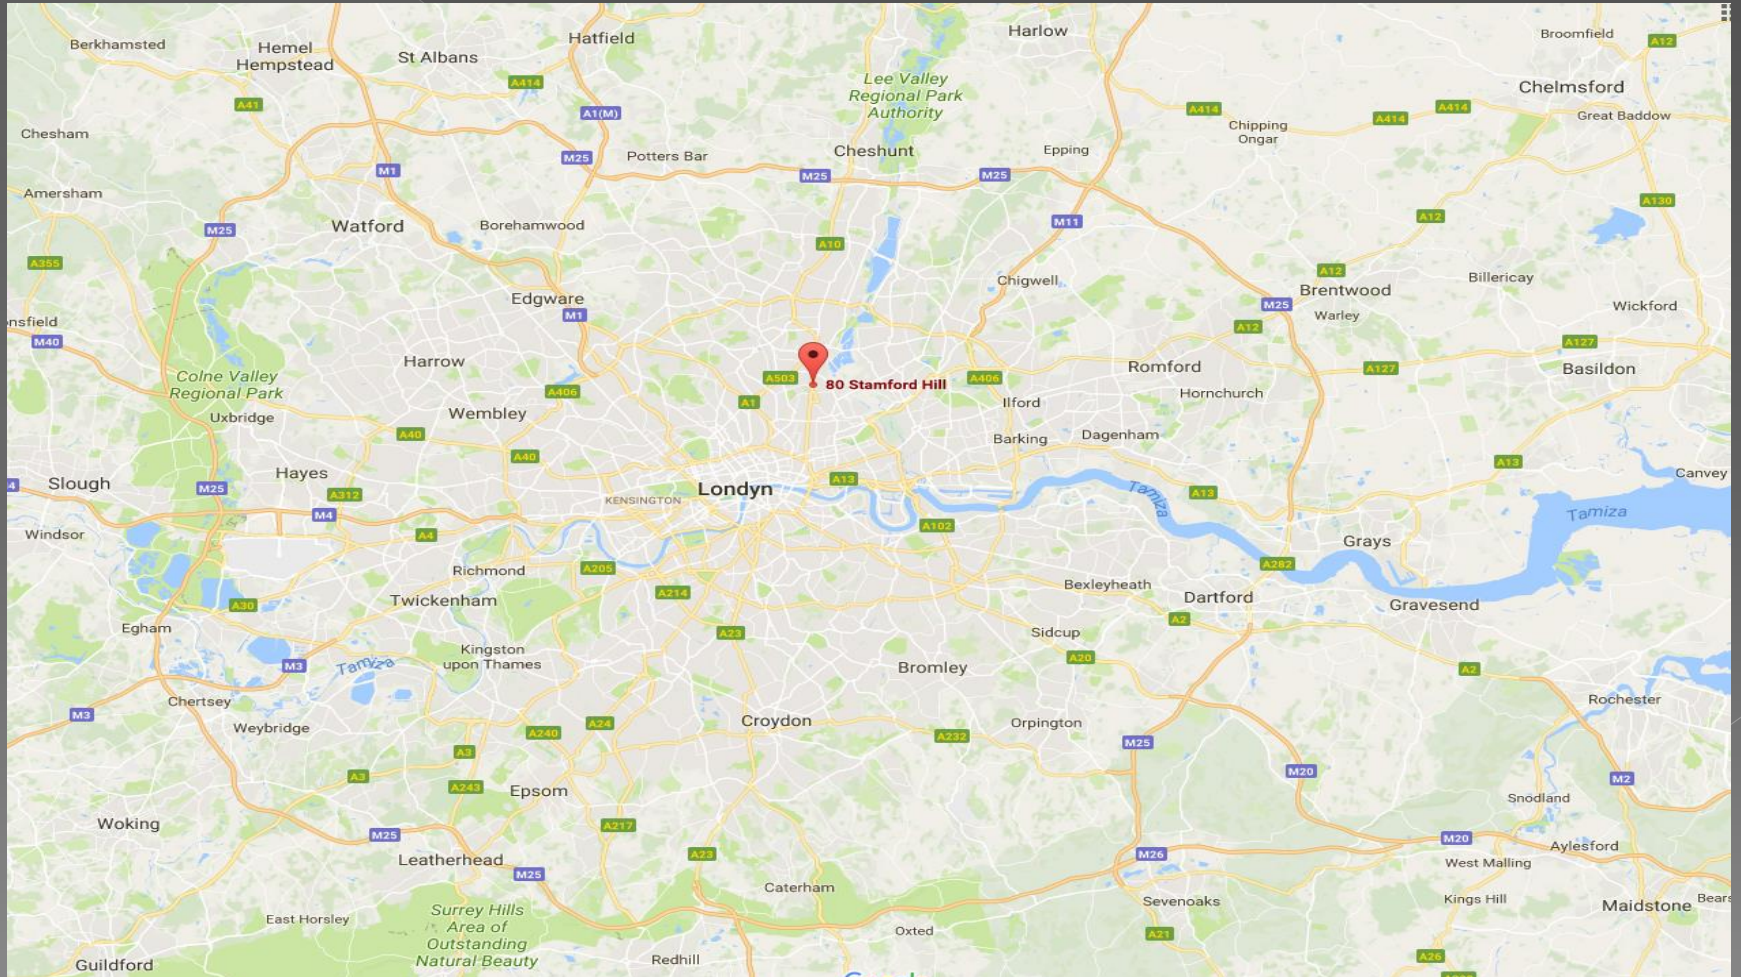 Harlow
Hatfield
Broomfield
A12
Berkhamsted
Hemel
Hempstead
St Albans
Lee Valley
Regional Park
Authority
A414
Chelmsford
A41
A1(M)
A414
A414
A414
Great Baddow
Chesham
Chipping
Ongar
M25
Potters Bar
Cheshunt
Epping
M1
M25
M25
Amersham
A130
M25
Watford
Borehamwood
M11
A12
A10
A355
A12
Chigwell
Brentwood
Billericay
Edgware
M25
Wickford
M1
Warley
nsfield
A12
M40
A127
Harrow
Romford
A127
Basildon
Colne Valley
Regional Park
A406
A503
80 Stamford Hill
A406
Hornchurch
A1
Ilford
Uxbridge
Wembley
A40
Barking
Dagenham
A40
A13
Hayes
Canvey
4
Slough
M25
A312
KENSINGTON
Londyn
A13
Tamiza
A13
M4
Tamiza
Windsor
A4
A102
Grays
Richmond
A205
A282
Twickenham
A214
Bexleyheath
Dartford
Gravesend
A30
A2
Egham
A23
Sidcup
Kingston
upon Thames
M3
Tamiza
Bromley
A20
A2
Chertsey
Rochester
M3
Weybridge
A240
A24
Croydon
A232
Orpington
M25
A3
A3
A243
Epsom
M20
M2
Snodland
Woking
M25
A217
M20
Aylesford
Leatherhead
A23
M26
West Malling
M25
Caterham
Sevenoaks
Kings Hill
Maidstone
Bears
East Horsley
Surrey Hills
Area of
Outstanding
Natural Beauty
Oxted
A21
Guildford
Redhill
A26